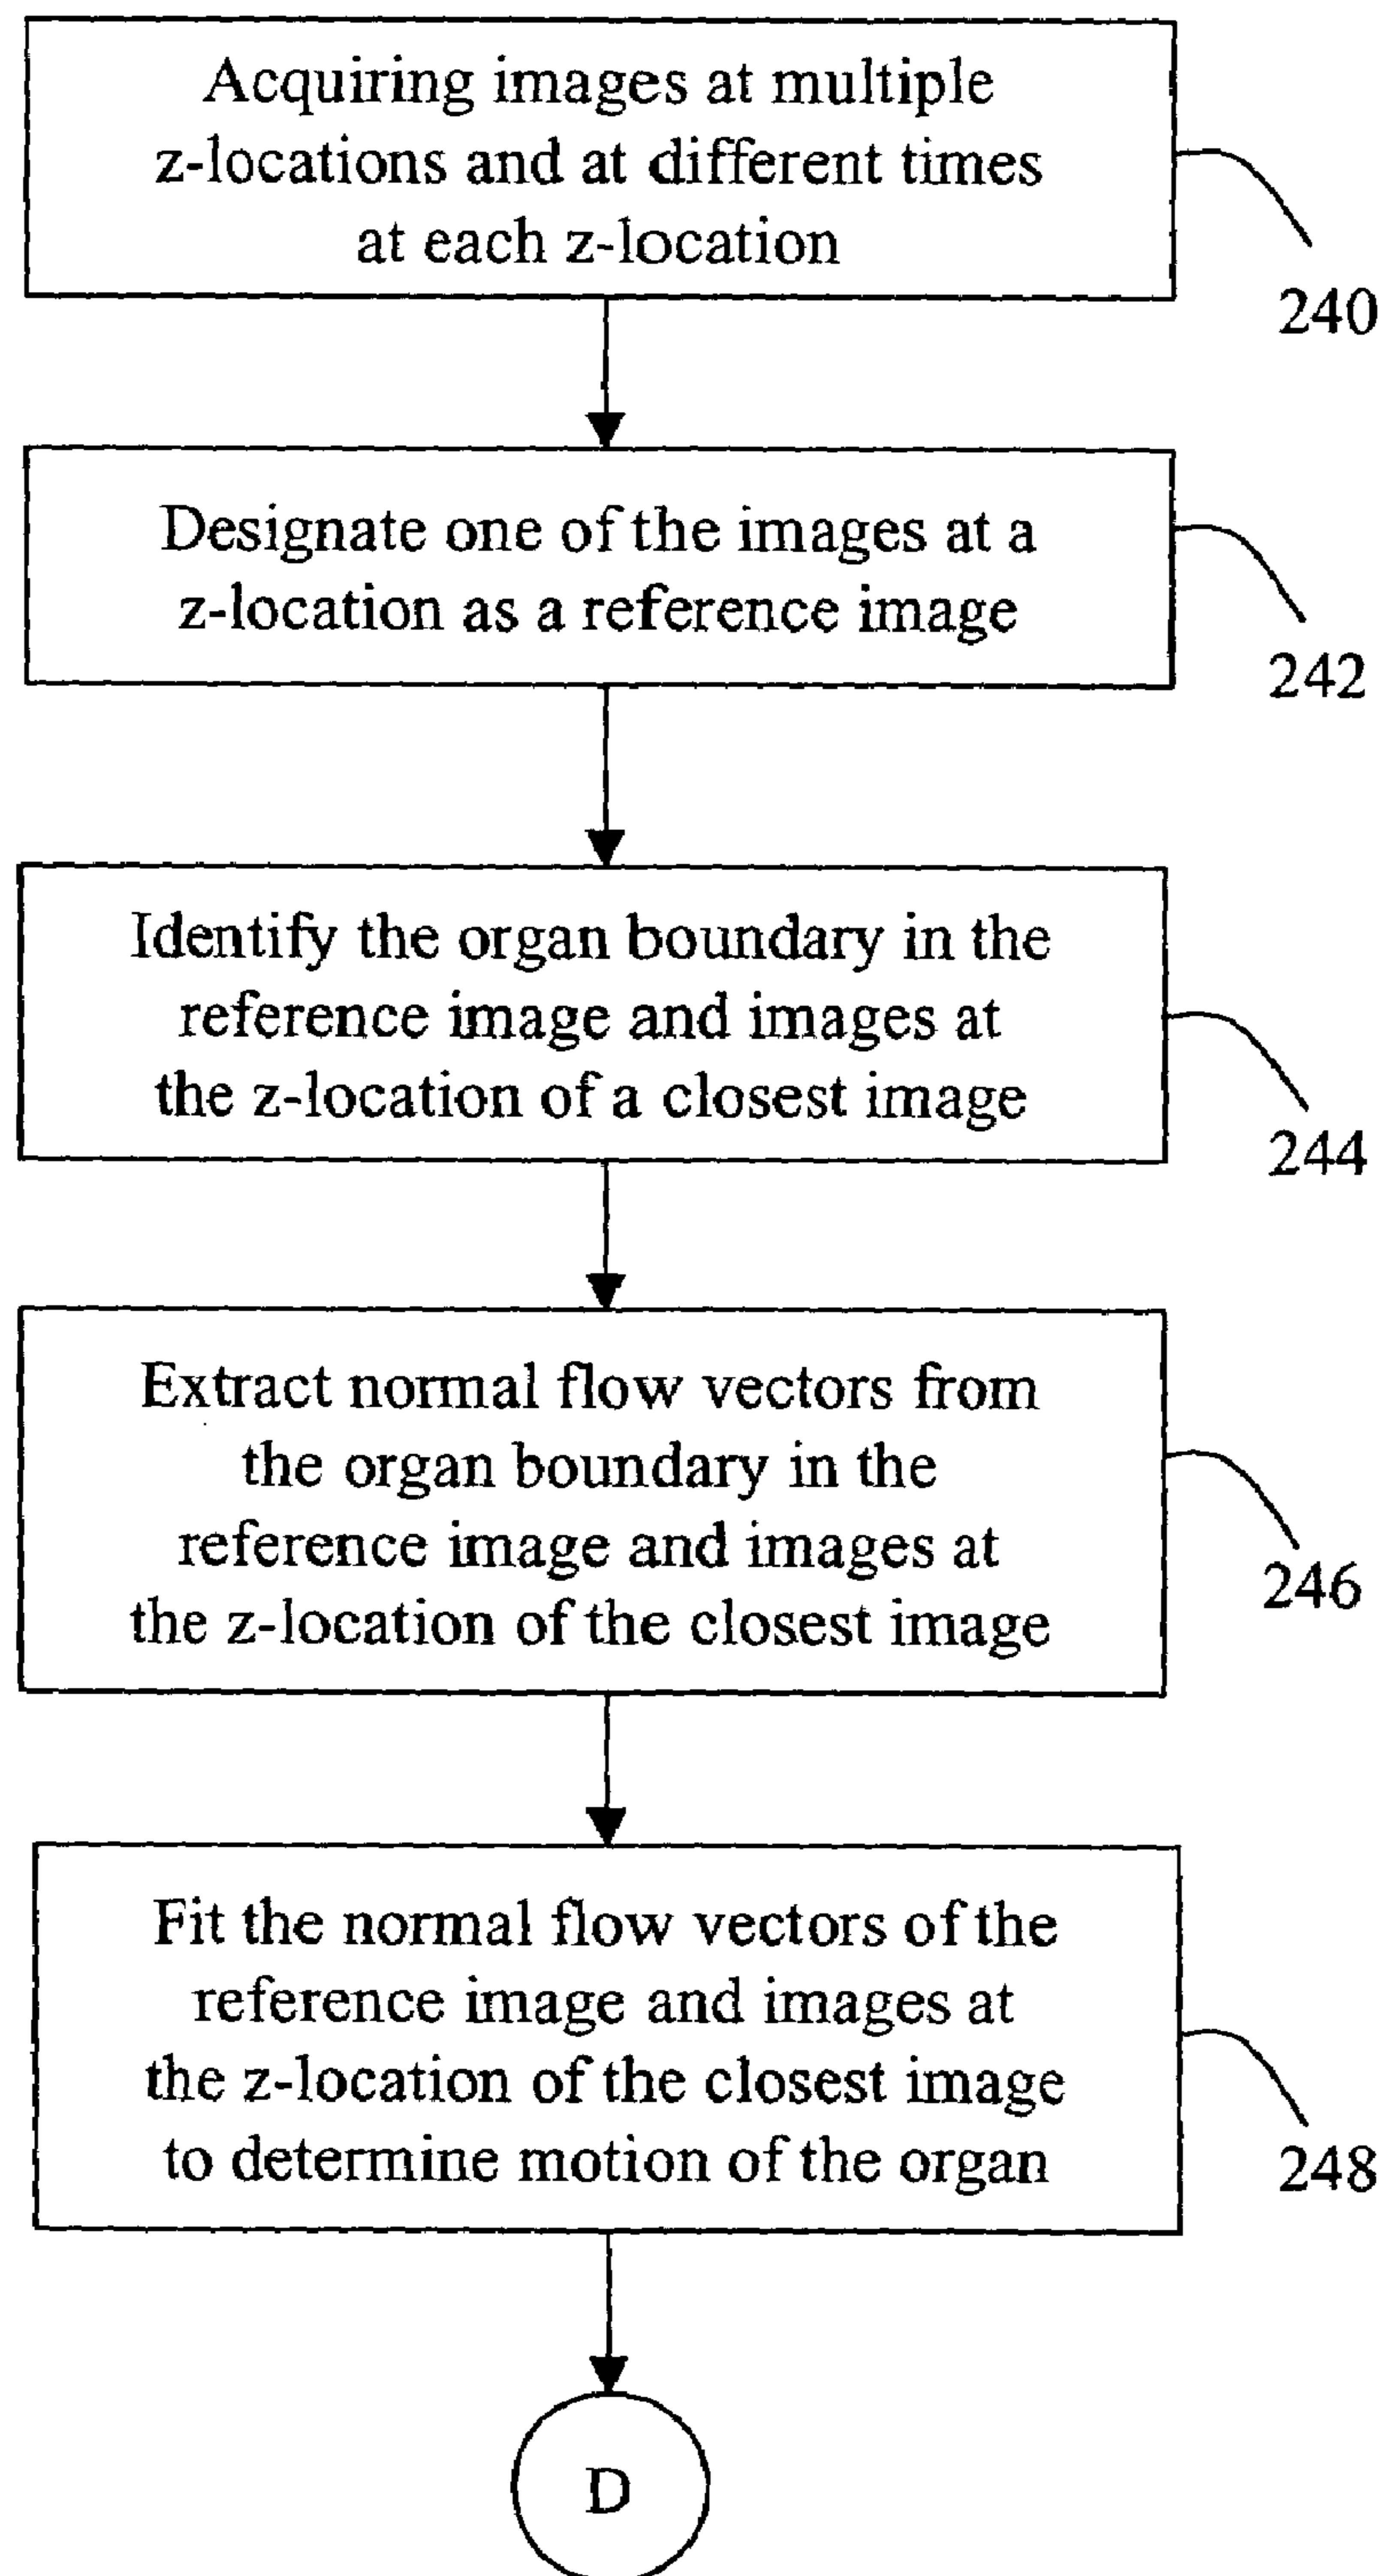 Acquiring images at multiple
z-locations and at different times
at each z-location
240
Designate one of the images at a
z-location as a reference image
242
Identify the organ boundary in the
reference image and images at
the z-location of a closest image
244
Extract normal flow vectors from
the organ boundary in the
reference image and images at
the z-location of the closest image
246
Fit the normal flow vectors of the
reference image and images at
the z-location of the closest image
to determine motion of the organ
248
D